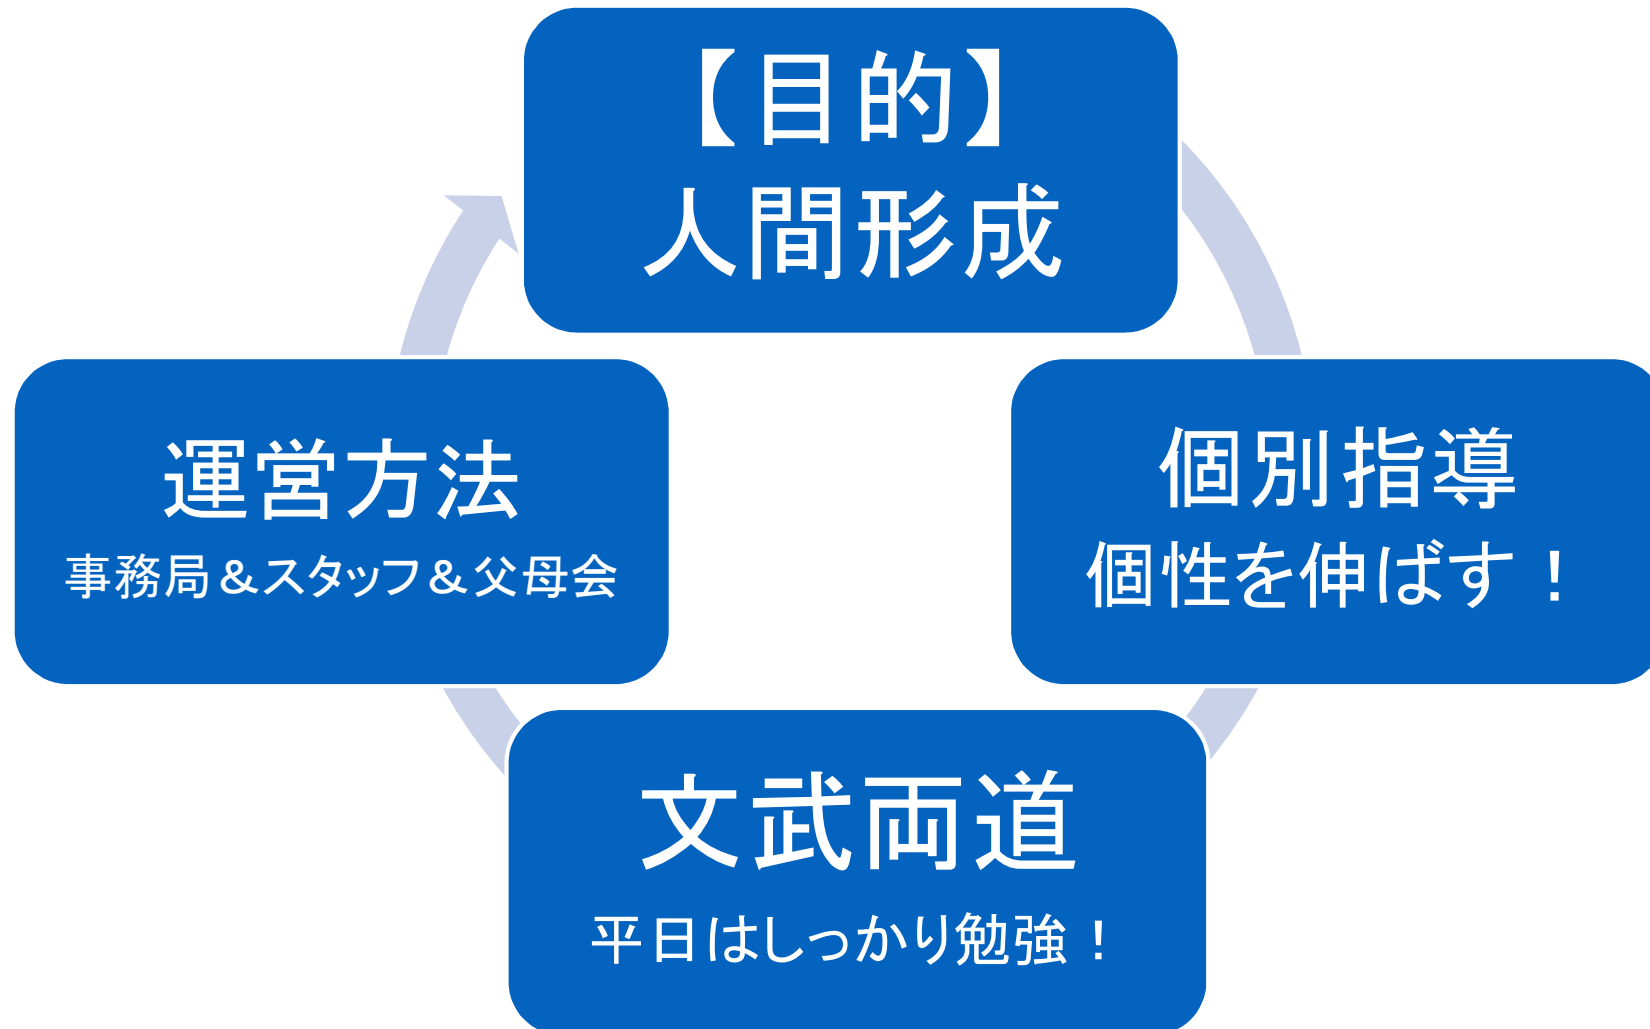 【目的】
人間形成
運営方法
事務局＆スタッフ＆父母会
個別指導
個性を伸ばす！
文武両道
平日はしっかり勉強！